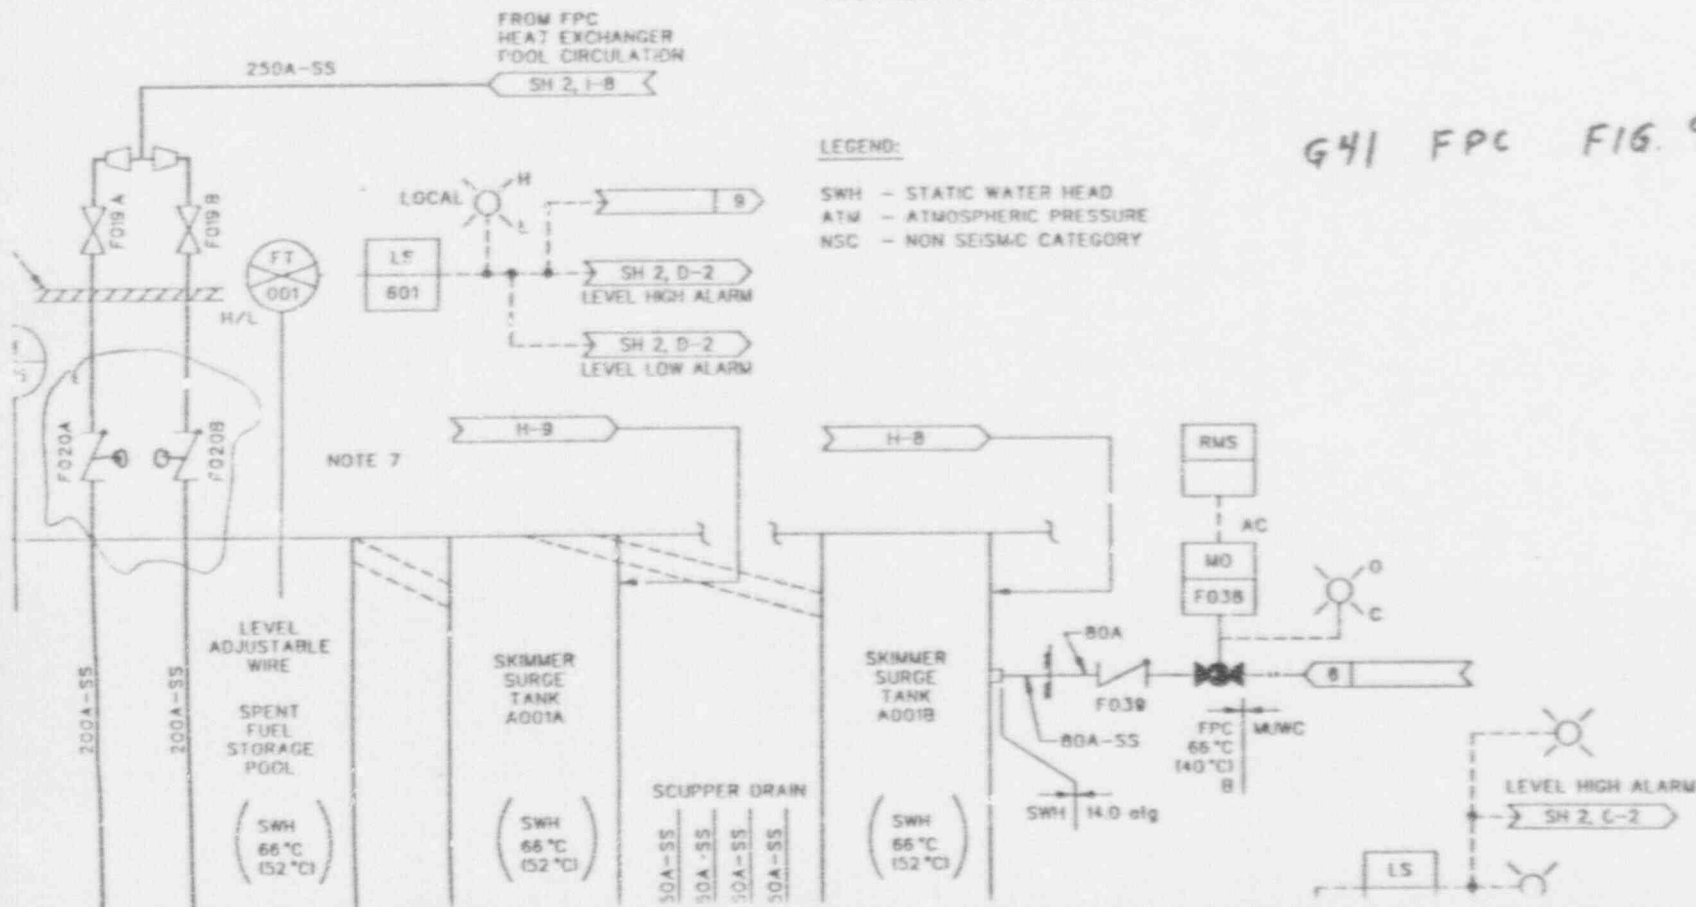 FROM FPC
HEAT EXCHANGER
POOL CIRCULATION
SH 2, I-8
250A-SS
G41 FPC FIG.
LEGEND:
SWH - STATIC WATER HEAD
ATM - ATMOSPHERIC PRESSURE
NSC - NON SEISMIC CATEGORY
F019A
F019B
LOCAL
H
L
9
FT
001
H/L
LS
601
SH 2, D-2
LEVEL HIGH ALARM
SH 2, D-2
LEVEL LOW ALARM
F020A
F020B
NOTE 7
H-9
H-8
RMS
AC
MO
F038
O
C
LEVEL
ADJUSTABLE
WIRE
SPENT
FUEL
STORAGE
POOL
SWH
66°C
(52°C)
200A-SS
200A-SS
SKIMMER
SURGE
TANK
A001A
SWH
66°C
(52°C)
SCUPPER DRAIN
50A-SS
50A-SS
50A-SS
50A-SS
SKIMMER
SURGE
TANK
A001B
SWH
66°C
(52°C)
80A
F039
80A-SS
SWH
14.0 atg
6
FPC
66°C
(40°C)
B
MUWC
LEVEL HIGH ALARM
SH 2, C-2
LS